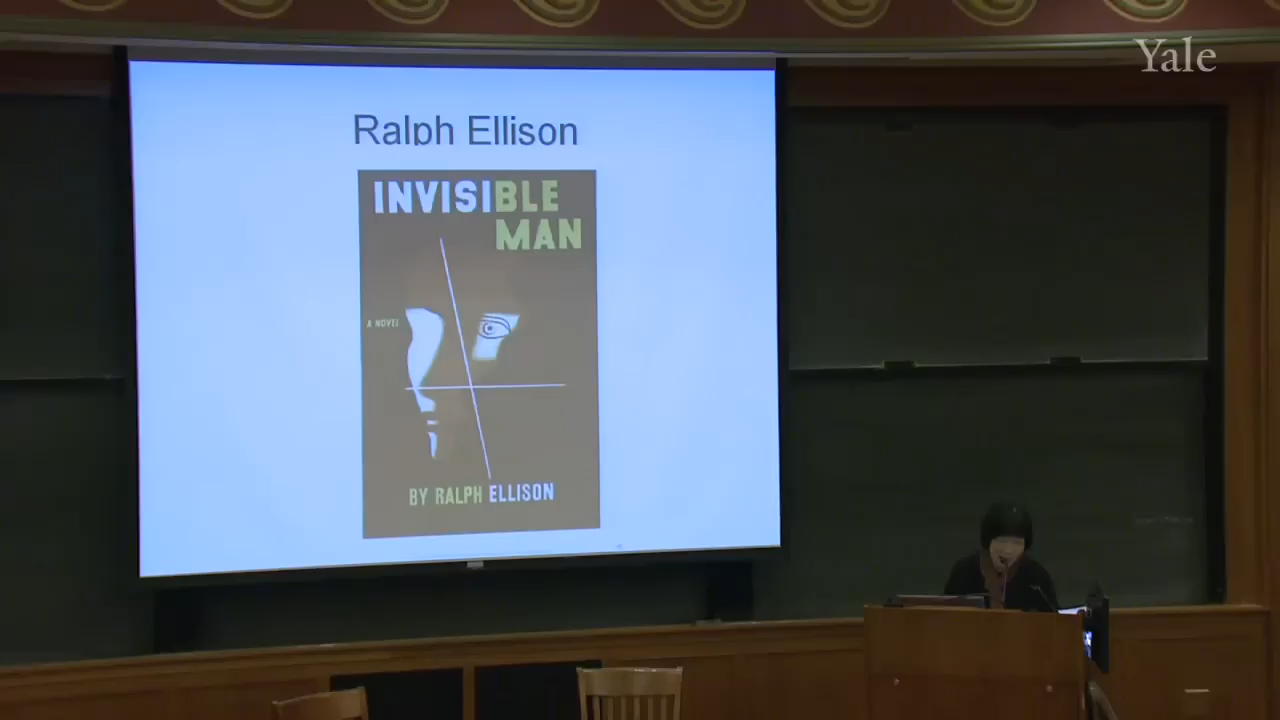 Yale
Ralph Ellison
INVISIBLE
MAN
A NOVEL
BY RALPH ELLISON